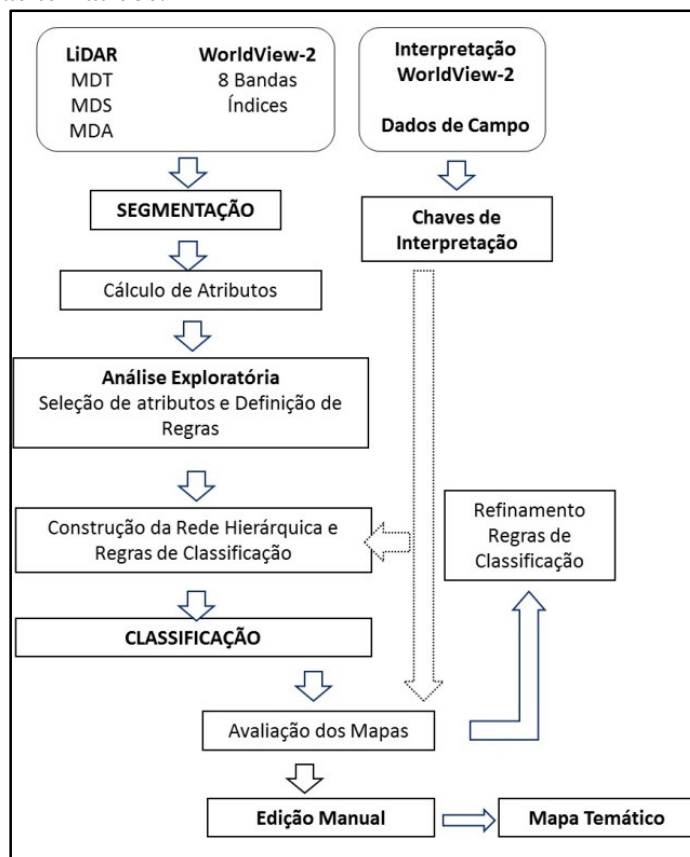 LiDAR
MDT
MDS
MDA
WorldView-2
8 Bandas
Índices
Interpretação
WorldView-2
Dados de Campo
SEGMENTAÇÃO
Chaves de
Interpretação
Cálculo de Atributos
Análise Exploratória
Seleção de atributos e Definição de
Regras
Construção da Rede Hierárquica e
Regras de Classificação
Refinamento
Regras de
Classificação
CLASSIFICAÇÃO
Avaliação dos Mapas
Edição Manual
Mapa Temático